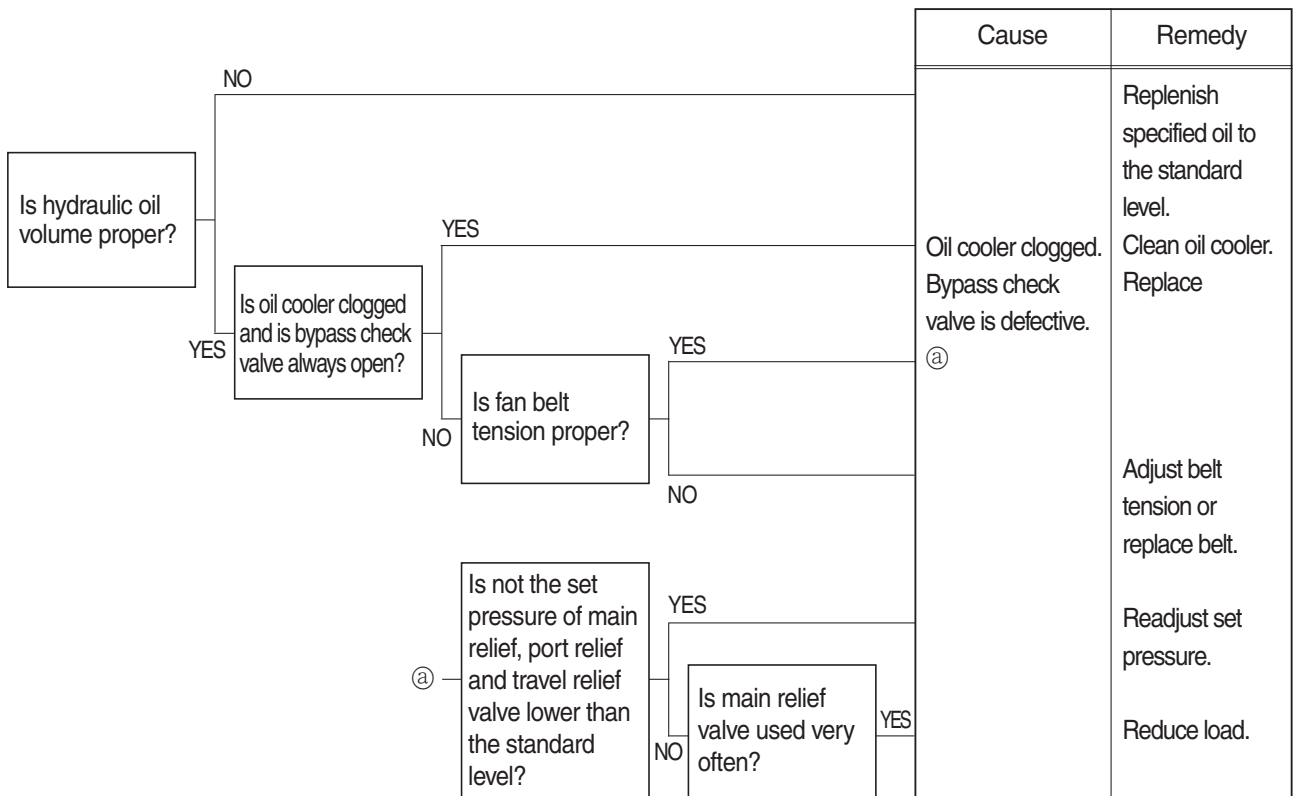 Cause
Remedy
NO
Replenish
specified oil to
the standard
level.
Is hydraulic oil
volume proper?
YES
YES
Oil cooler clogged.
Clean oil cooler.
Bypass check
Replace
valve is defective.
Is oil cooler clogged
and is bypass check
valve always open?
YES
ⓐ
NO
Is fan belt
tension proper?
NO
Adjust belt
tension or
replace belt.
ⓐ
Is not the set
pressure of main
relief, port relief
and travel relief
valve lower than
the standard
level?
YES
Readjust set
pressure.
NO
Is main relief
valve used very
often?
YES
Reduce load.